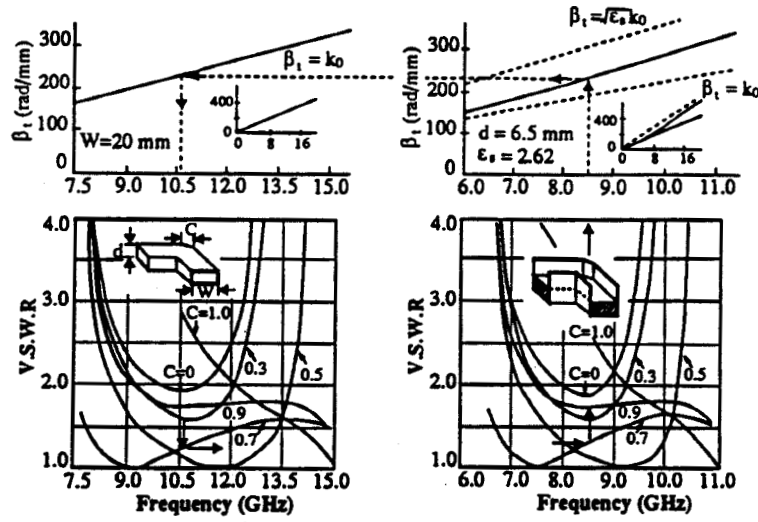 β_t (rad/mm)
300
200
100
0
β_t = k_0
W=20 mm
400
0
0 8 16
7.5 9.0 10.5 12.0 13.5 15.0
β_t (rad/mm)
300
200
100
0
β_t=√ε_s k_0
β_t = k_0
d = 6.5 mm
ε_s = 2.62
400
0
0 8 16
6.0 7.0 8.0 9.0 10.0 11.0
V.S.W.R
4.0
3.0
2.0
1.0
C
d
W
C=1.0
C=0
0.3
0.5
0.9
0.7
7.5 9.0 10.5 12.0 13.5 15.0
Frequency (GHz)
V.S.W.R
4.0
3.0
2.0
1.0
C=1.0
C=0
0.3
0.5
0.9
0.7
6.0 7.0 8.0 9.0 10.0 11.0
Frequency (GHz)